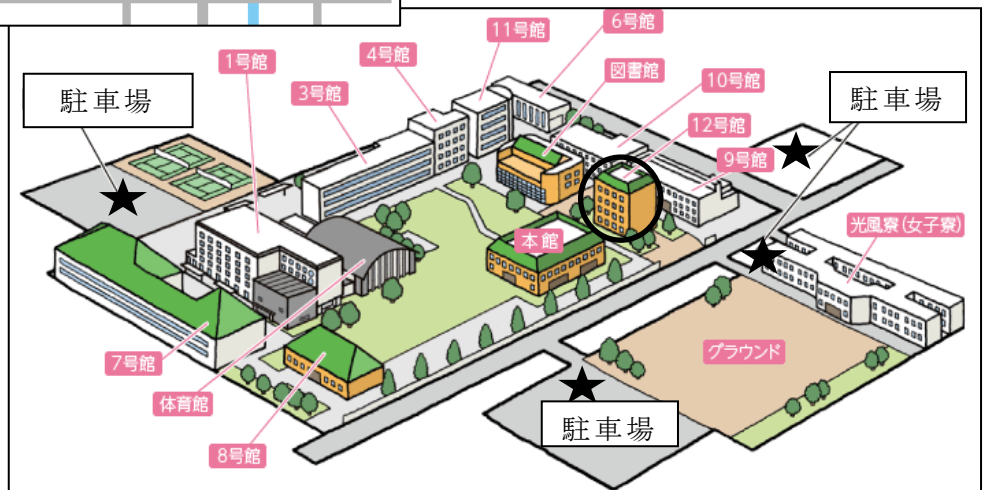 6号館
11号館
4号館
1号館
図書館
10号館
3号館
駐車場
駐車場
12号館
9号館
光風寮(女子寮)
本館
グラウンド
7号館
体育館
駐車場
8号館